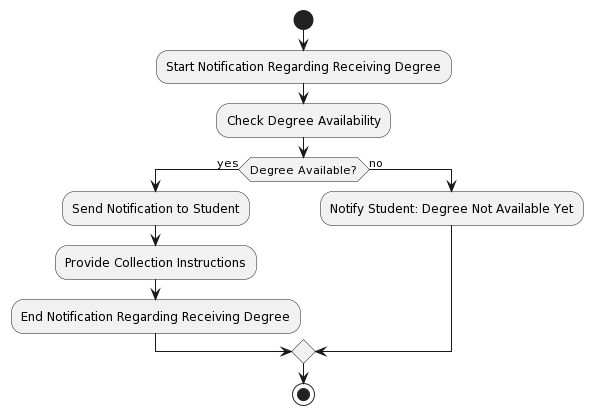 Start Notification Regarding Receiving Degree
Check Degree Availability
yes
Degree Available?
no
Send Notification to Student
Notify Student: Degree Not Available Yet
Provide Collection Instructions
End Notification Regarding Receiving Degree